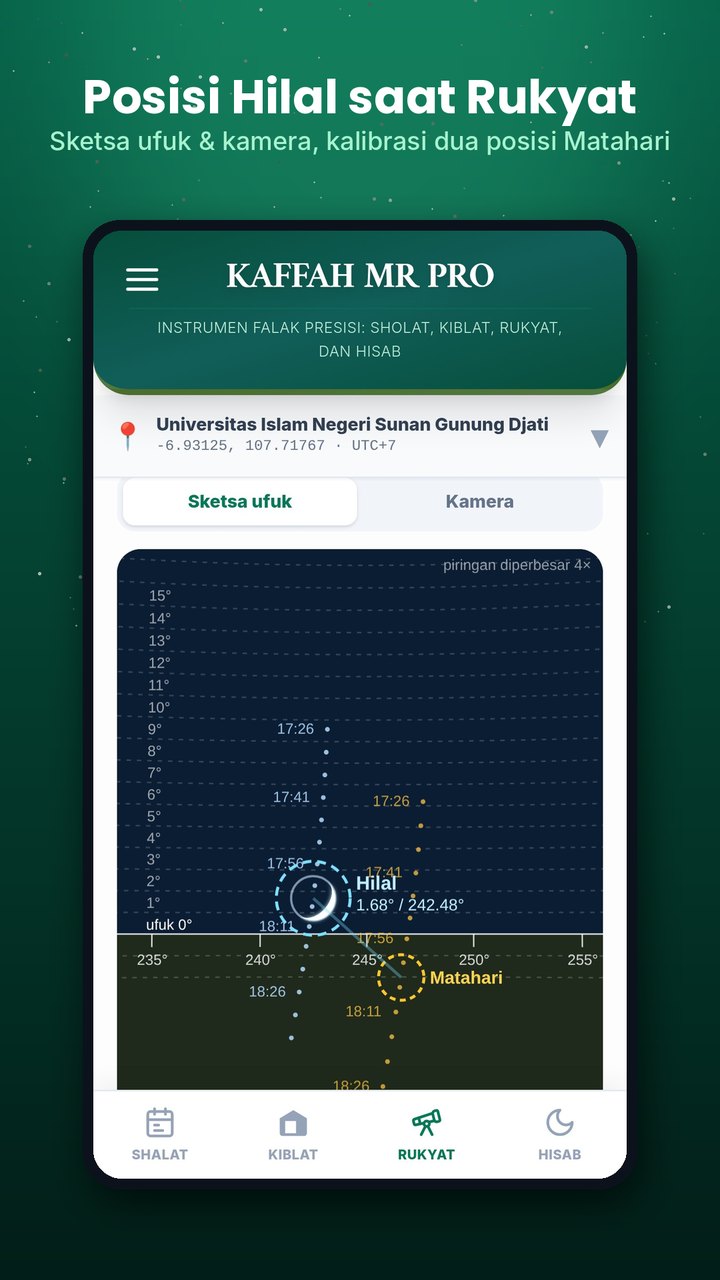 Posisi Hilal saat Rukyat
Sketsa ufuk & kamera, kalibrasi dua posisi Matahari
KAFFAH MR PRO
INSTRUMEN FALAK PRESISI: SHOLAT, KIBLAT, RUKYAT,
DAN HISAB
Universitas Islam Negeri Sunan Gunung Djati
-6.93125, 107.71767 · UTC+7
Sketsa ufuk
Kamera
piringan diperbesar 4×
15°
14°
13°
12°
11°
10°
9°
17:26
8°
7°
6°
17:41
17:26
5°
4°
3°
17:56
17:41
2°
Hilal
1°
1.68° / 242.48°
ufuk 0°
18:11
17:56
235°
240°
245°
250°
255°
Matahari
18:26
18:11
18:26
SHALAT
KIBLAT
RUKYAT
HISAB